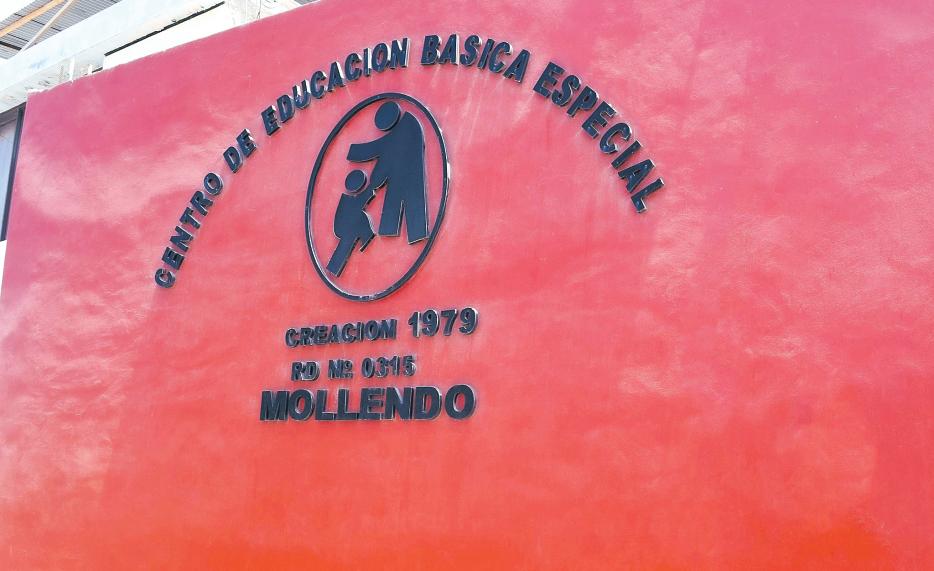 CENTRO DE EDUCACION BASICA ESPECIAL
CREACION 1979
RD Nº 0315
MOLLENDO